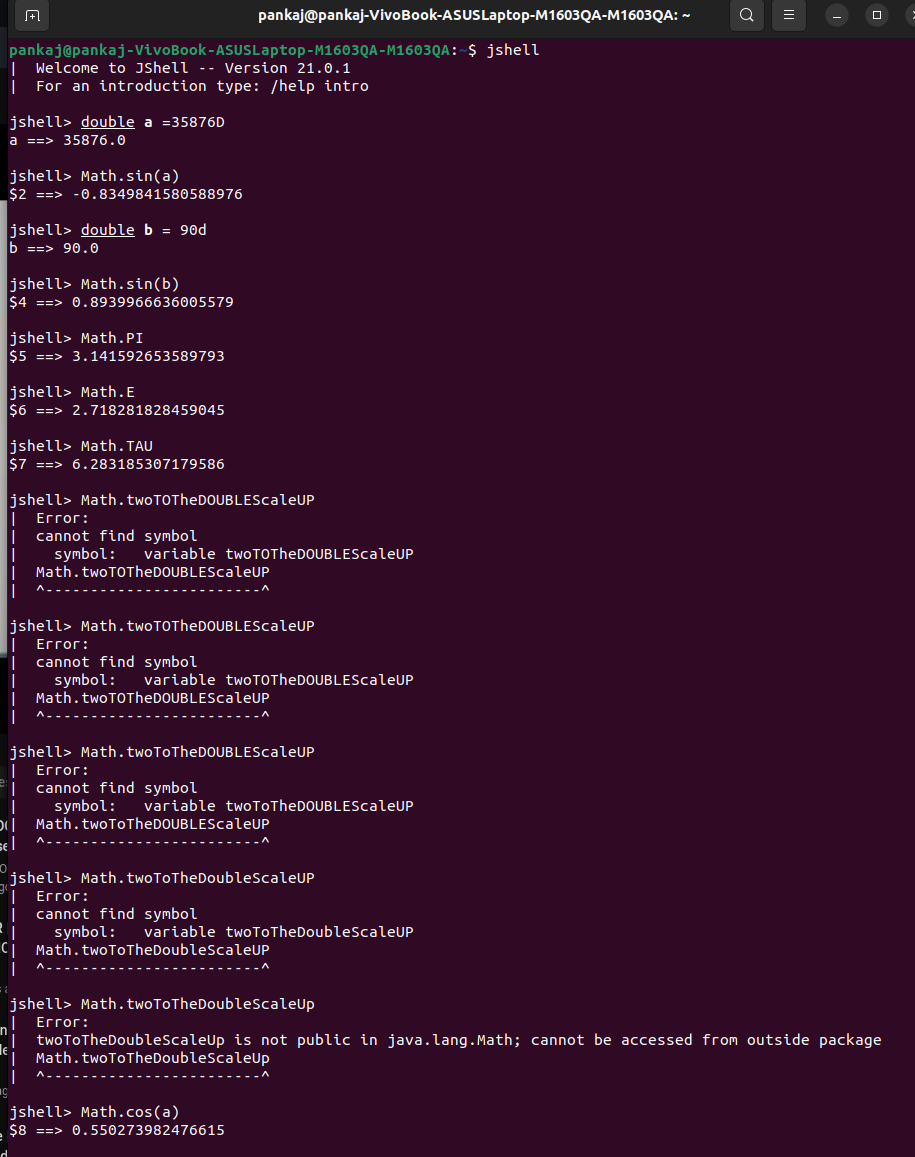 pankaj@pankaj-VivoBook-ASUSLaptop-M1603QA-M1603QA: ~
pankaj@pankaj-VivoBook-ASUSLaptop-M1603QA-M1603QA:~$ jshell
|  Welcome to JShell -- Version 21.0.1
|  For an introduction type: /help intro
jshell> double a =35876D
a ==> 35876.0
jshell> Math.sin(a)
$2 ==> -0.8349841580588976
jshell> double b = 90d
b ==> 90.0
jshell> Math.sin(b)
$4 ==> 0.8939966636005579
jshell> Math.PI
$5 ==> 3.141592653589793
jshell> Math.E
$6 ==> 2.718281828459045
jshell> Math.TAU
$7 ==> 6.283185307179586
jshell> Math.twoTOTheDOUBLEScaleUP
|  Error:
|  cannot find symbol
|    symbol:   variable twoTOTheDOUBLEScaleUP
|  Math.twoTOTheDOUBLEScaleUP
|  ^------------------------^
jshell> Math.twoTOTheDOUBLEScaleUP
|  Error:
|  cannot find symbol
|    symbol:   variable twoTOTheDOUBLEScaleUP
|  Math.twoTOTheDOUBLEScaleUP
|  ^------------------------^
jshell> Math.twoToTheDOUBLEScaleUP
|  Error:
|  cannot find symbol
|    symbol:   variable twoToTheDOUBLEScaleUP
|  Math.twoToTheDOUBLEScaleUP
|  ^------------------------^
jshell> Math.twoToTheDoubleScaleUP
|  Error:
|  cannot find symbol
|    symbol:   variable twoToTheDoubleScaleUP
|  Math.twoToTheDoubleScaleUP
|  ^------------------------^
jshell> Math.twoToTheDoubleScaleUp
|  Error:
|  twoToTheDoubleScaleUp is not public in java.lang.Math; cannot be accessed from outside package
|  Math.twoToTheDoubleScaleUp
|  ^------------------------^
jshell> Math.cos(a)
$8 ==> 0.550273982476615